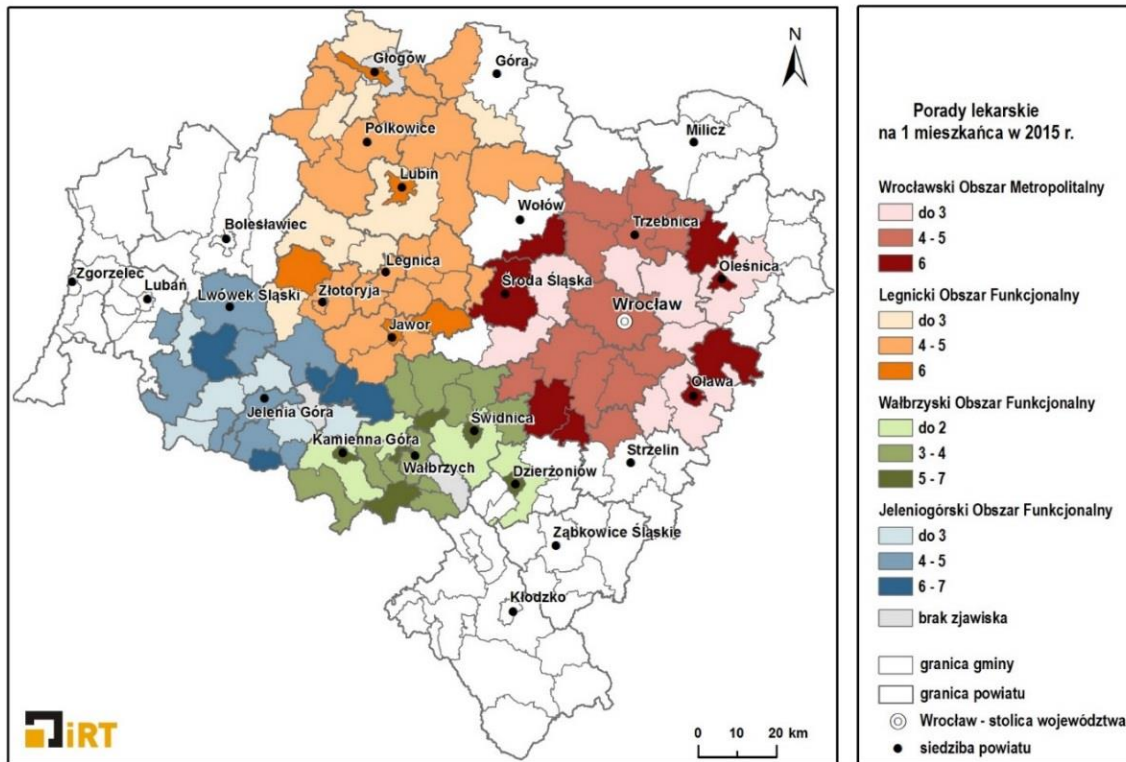 N
Głogów
Góra
Polkowice
Milicz
Lubin
Wołów
Trzebnica
Bolesławiec
Oleśnica
Zgorzelec
Legnica
Środa Śląska
Lubań
Lwówek Śląski
Złotoryja
Wrocław
Jawor
Oława
Jelenia Góra
Świdnica
Kamienna Góra
Wałbrzych
Strzelin
Dzierżoniów
Ząbkowice Śląskie
Kłodzko
iRT
0 10 20 km
Porady lekarskie
na 1 mieszkańca w 2015 r.
Wrocławski Obszar Metropolitalny
do 3
4 - 5
6
Legnicki Obszar Funkcjonalny
do 3
4 - 5
6
Wałbrzyski Obszar Funkcjonalny
do 2
3 - 4
5 - 7
Jeleniogórski Obszar Funkcjonalny
do 3
4 - 5
6 - 7
brak zjawiska
granica gminy
granica powiatu
Wrocław - stolica województwa
siedziba powiatu